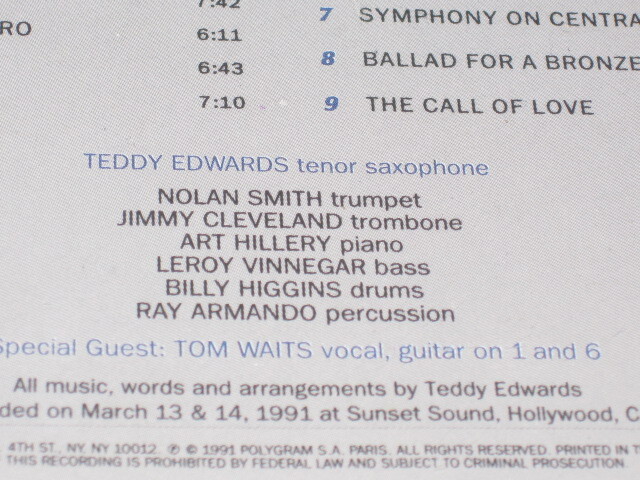 7:42
7 SYMPHONY ON CENTRA
RO
6:11
8 BALLAD FOR A BRONZE
6:43
7:10
9 THE CALL OF LOVE
TEDDY EDWARDS tenor saxophone
NOLAN SMITH trumpet
JIMMY CLEVELAND trombone
ART HILLERY piano
LEROY VINNEGAR bass
BILLY HIGGINS drums
RAY ARMANDO percussion
Special Guest: TOM WAITS vocal, guitar on 1 and 6
All music, words and arrangements by Teddy Edwards
ded on March 13 & 14, 1991 at Sunset Sound, Hollywood, C
4TH ST., NY, NY 10012. ℗ © 1991 POLYGRAM S.A. PARIS. ALL RIGHTS RESERVED. PRINTED IN T
THIS RECORDING IS PROHIBITED BY FEDERAL LAW AND SUBJECT TO CRIMINAL PROSECUTION.